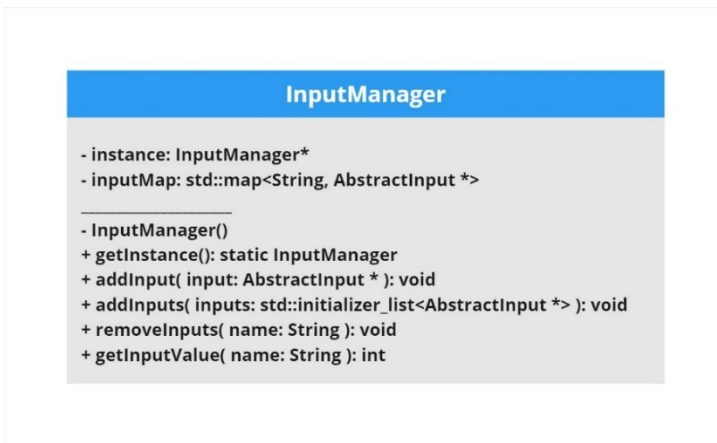 InputManager
- instance: InputManager*
- inputMap: std::map<String, AbstractInput *>
____________________
- InputManager()
+ getInstance(): static InputManager
+ addInput( input: AbstractInput * ): void
+ addInputs( inputs: std::initializer_list<AbstractInput *> ): void
+ removeInputs( name: String ): void
+ getInputValue( name: String ): int